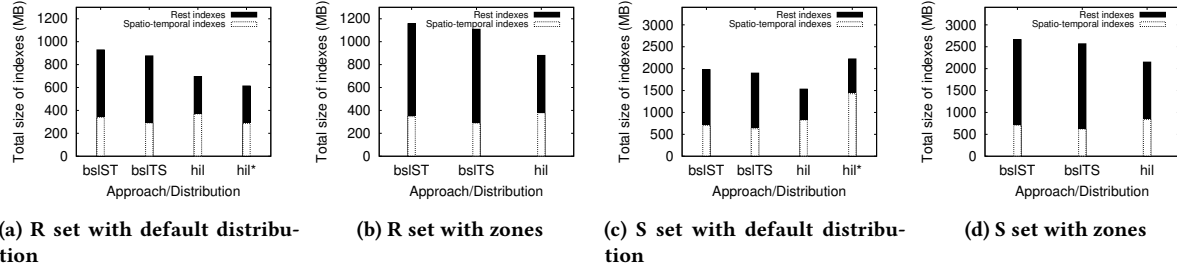 Total size of indexes (MB)
1200
1000
800
600
400
200
0
Rest indexes
Spatio-temporal indexes
bslST bslTS hil hil*
Approach/Distribution
(a) R set with default distribu-
tion
Total size of indexes (MB)
1200
1000
800
600
400
200
0
Rest indexes
Spatio-temporal indexes
bslST bslTS hil
Approach/Distribution
(b) R set with zones
Total size of indexes (MB)
3500
3000
2500
2000
1500
1000
500
0
Rest indexes
Spatio-temporal indexes
bslST bslTS hil hil*
Approach/Distribution
(c) S set with default distribu-
tion
Total size of indexes (MB)
3000
2500
2000
1500
1000
500
0
Rest indexes
Spatio-temporal indexes
bslST bslTS hil
Approach/Distribution
(d) S set with zones